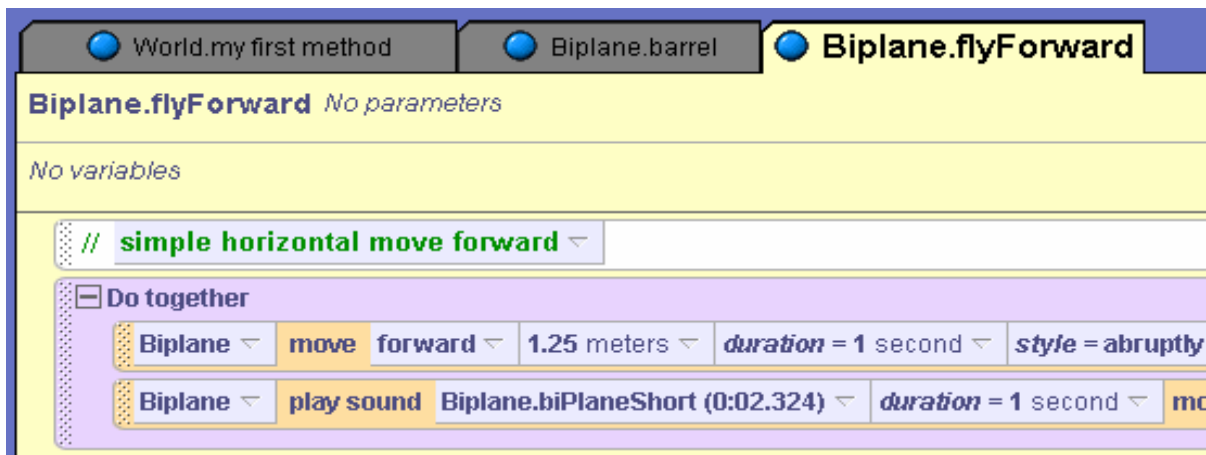 World.my first method Biplane.barrel Biplane.flyForward
Biplane.flyForward No parameters
No variables
// simple horizontal move forward
Do together
Biplane move forward 1.25 meters duration = 1 second style = abruptly
Biplane play sound Biplane.biPlaneShort (0:02.324) duration = 1 second